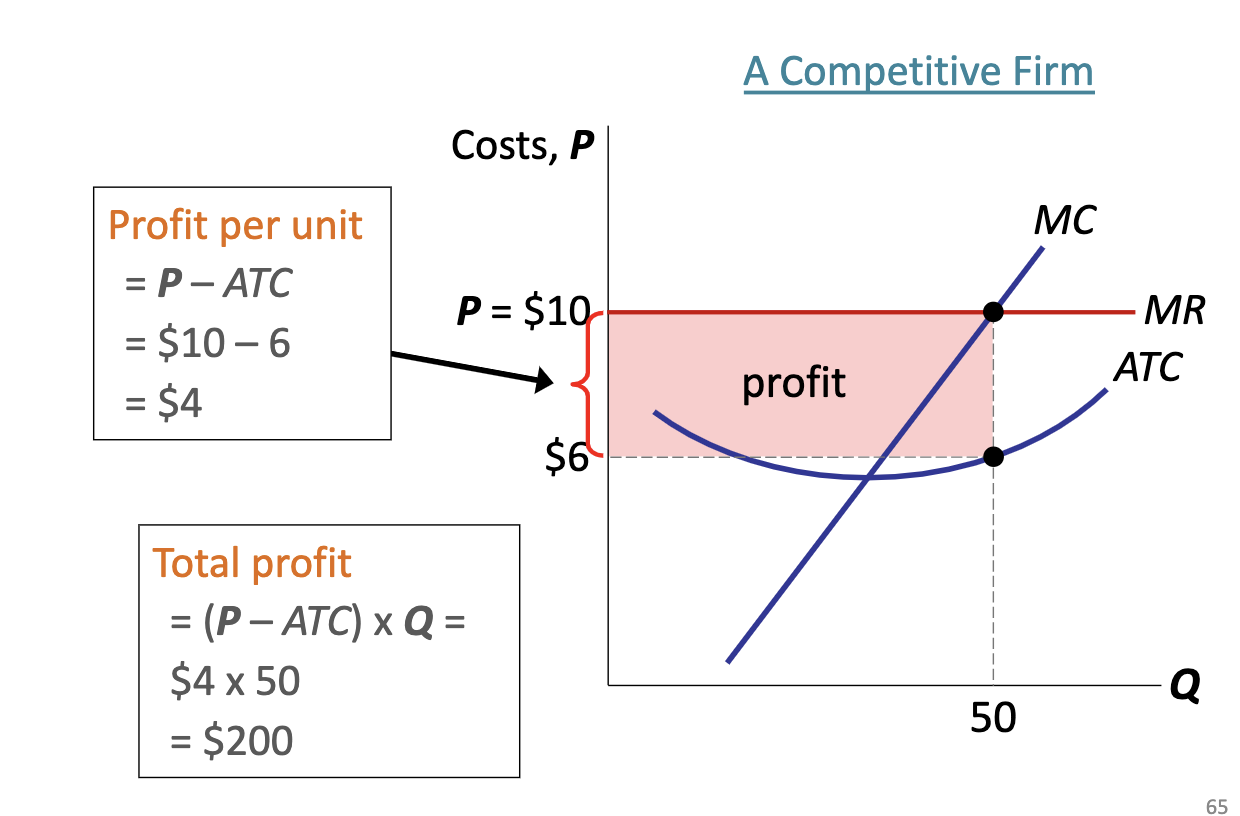 A Competitive Firm
Costs, P
Profit per unit
= P – ATC
= $10 – 6
= $4
MC
P = $10
MR
profit
ATC
$6
Total profit
= (P – ATC) x Q =
$4 x 50
= $200
Q
50
65